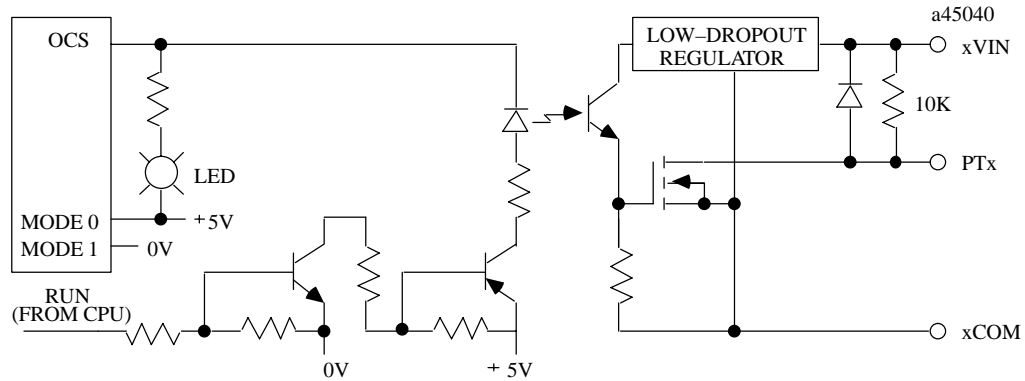 a45040
OCS
LOW–DROPOUT
REGULATOR
xVIN
10K
LED
PTx
MODE 0
+5V
MODE 1
0V
RUN
(FROM CPU)
xCOM
0V
+ 5V